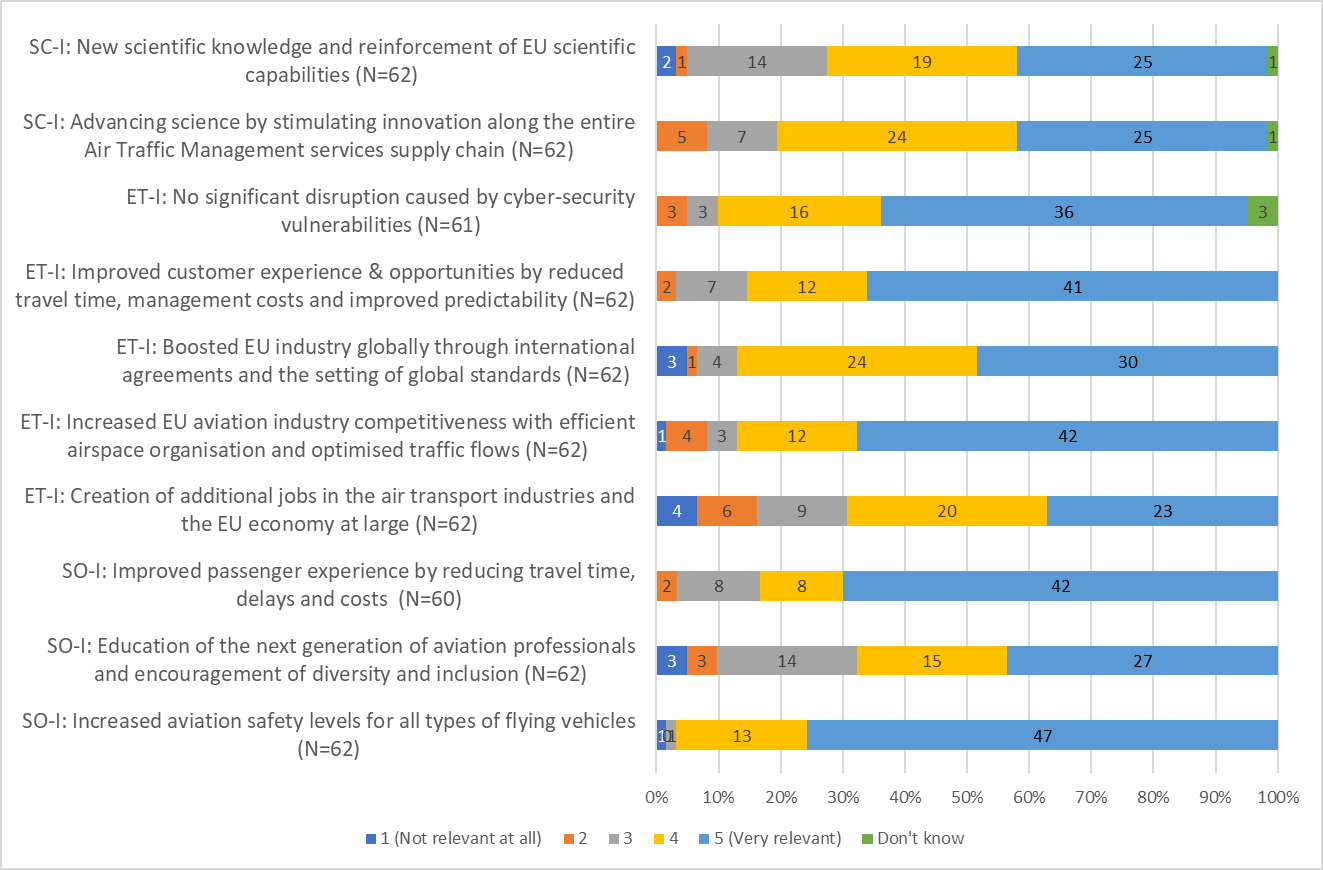 SC-I: New scientific knowledge and reinforcement of EU scientific
capabilities (N=62)
2 1 14 19 25 1
SC-I: Advancing science by stimulating innovation along the entire
Air Traffic Management services supply chain (N=62)
5 7 24 25 1
ET-I: No significant disruption caused by cyber-security
vulnerabilities (N=61)
3 3 16 36 3
ET-I: Improved customer experience & opportunities by reduced
travel time, management costs and improved predictability (N=62)
2 7 12 41
ET-I: Boosted EU industry globally through international
agreements and the setting of global standards (N=62)
3 1 4 24 30
ET-I: Increased EU aviation industry competitiveness with efficient
airspace organisation and optimised traffic flows (N=62)
1 4 3 12 42
ET-I: Creation of additional jobs in the air transport industries and
the EU economy at large (N=62)
4 6 9 20 23
SO-I: Improved passenger experience by reducing travel time,
delays and costs (N=60)
2 8 8 42
SO-I: Education of the next generation of aviation professionals
and encouragement of diversity and inclusion (N=62)
3 3 14 15 27
SO-I: Increased aviation safety levels for all types of flying vehicles
(N=62)
1 0 1 13 47
0% 10% 20% 30% 40% 50% 60% 70% 80% 90% 100%
1 (Not relevant at all) 2 3 4 5 (Very relevant) Don't know